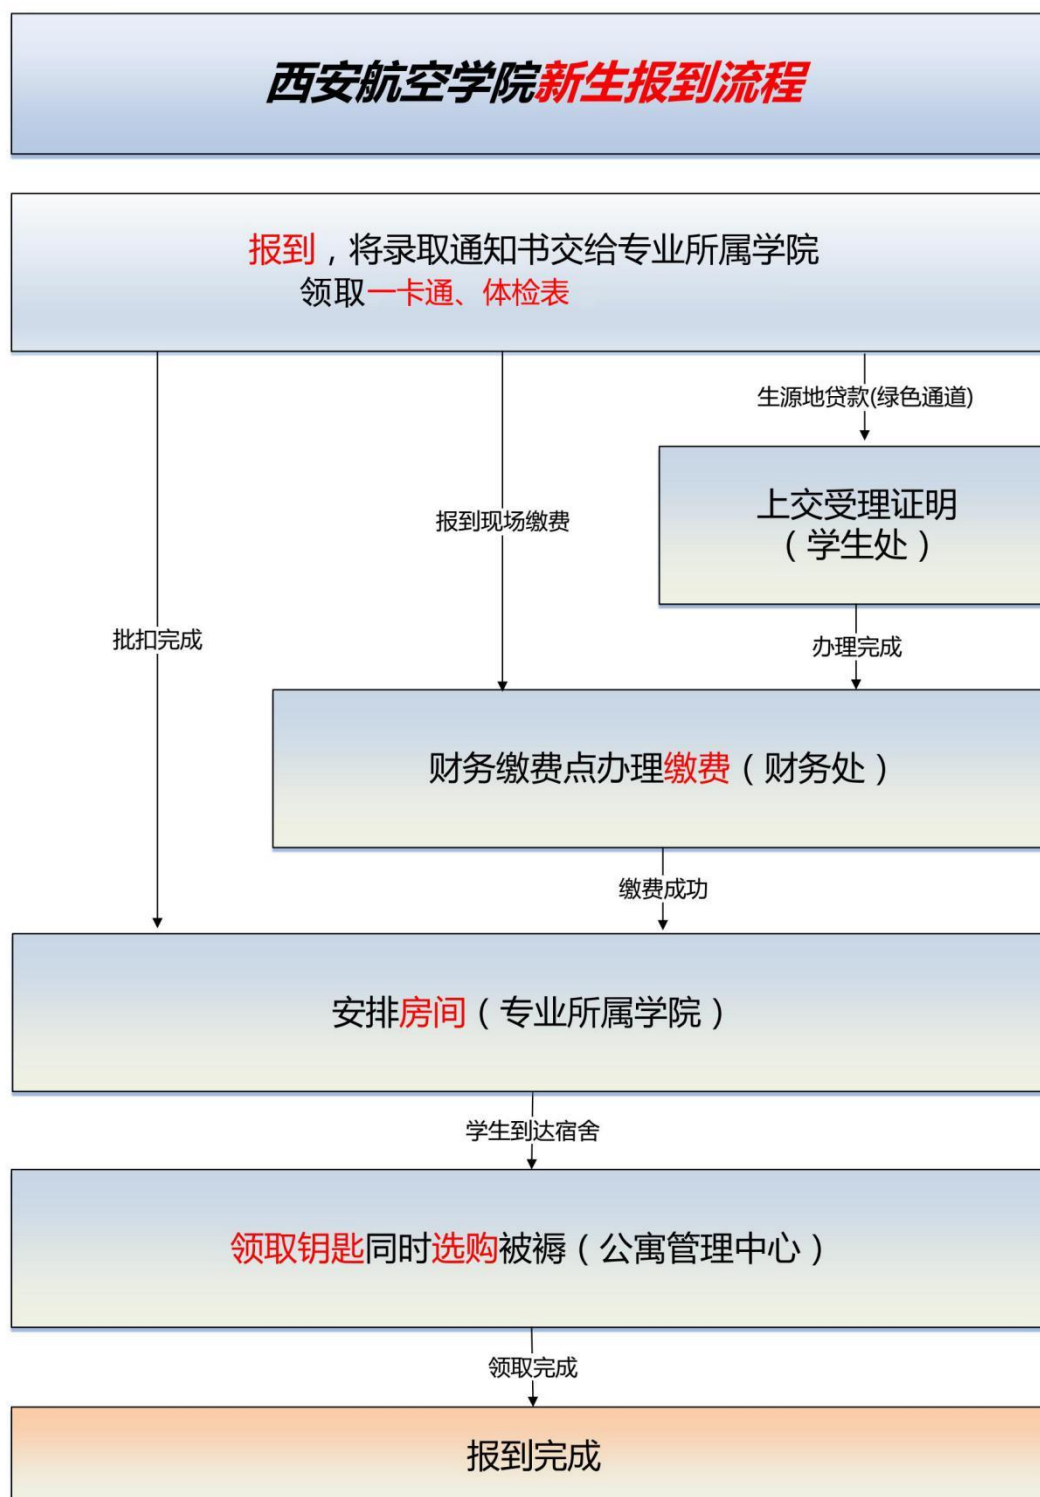 西安航空学院新生报到流程
报到，将录取通知书交给专业所属学院
领取一卡通、体检表
生源地贷款(绿色通道)
上交受理证明
（学生处）
报到现场缴费
批扣完成
办理完成
财务缴费点办理缴费（财务处）
缴费成功
安排房间（专业所属学院）
学生到达宿舍
领取钥匙同时选购被褥（公寓管理中心）
领取完成
报到完成